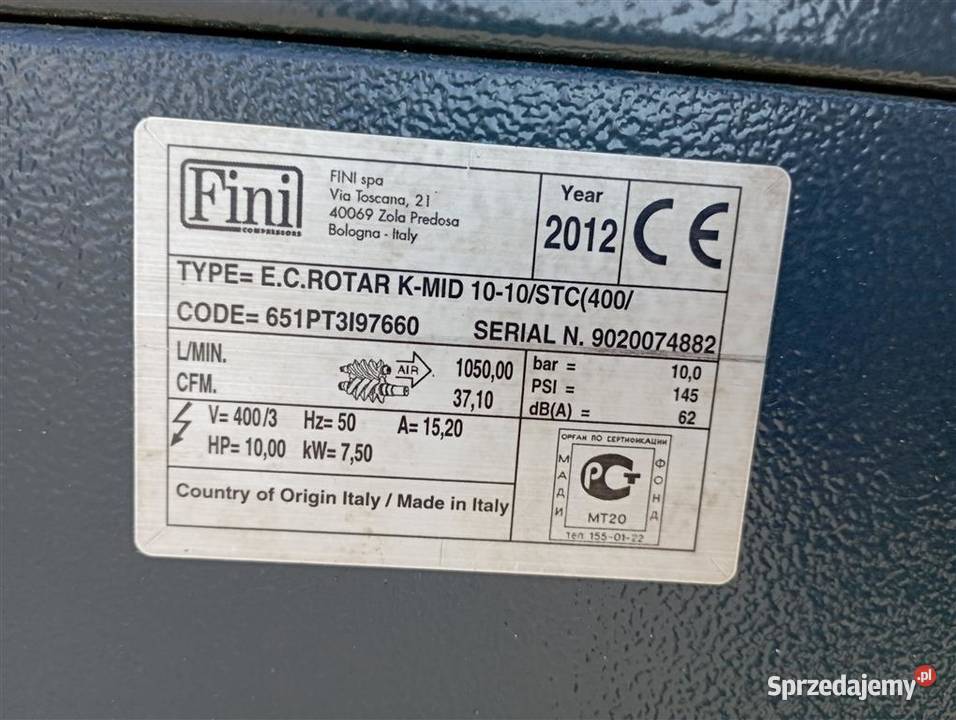 Fini
COMPRESSORS
FINI spa
Via Toscana, 21
40069 Zola Predosa
Bologna - Italy
Year
2012
CE
TYPE= E.C.ROTAR K-MID 10-10/STC(400/
CODE= 651PT3I97660
SERIAL N. 9020074882
L/MIN.
AIR
1050,00
CFM.
37,10
bar =
10,0
PSI =
145
dB(A) =
62
V= 400/3
Hz= 50
A= 15,20
HP= 10,00
kW= 7,50
Country of Origin Italy / Made in Italy
ОРГАН ПО СЕРТИФИКАЦИИ
МАДИ
РСТ
ФОНД
МТ20
Тел. 155-01-22
Sprzedajemy.pl